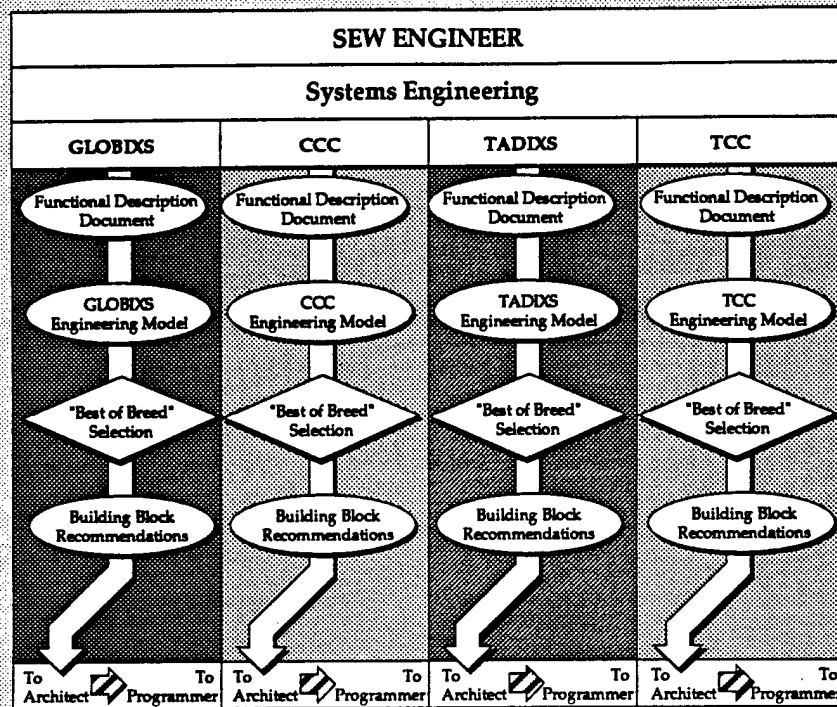 SEW ENGINEER
Systems Engineering
GLOBIXS CCC TADIXS TCC
Functional Description
Document
Functional Description
Document
Functional Description
Document
Functional Description
Document
GLOBIXS
Engineering Model
CCC
Engineering Model
TADIXS
Engineering Model
TCC
Engineering Model
"Best of Breed"
Selection
"Best of Breed"
Selection
"Best of Breed"
Selection
"Best of Breed"
Selection
Building Block
Recommendations
Building Block
Recommendations
Building Block
Recommendations
Building Block
Recommendations
To
Architect
To
Programmer
To
Architect
To
Programmer
To
Architect
To
Programmer
To
Architect
To
Programmer